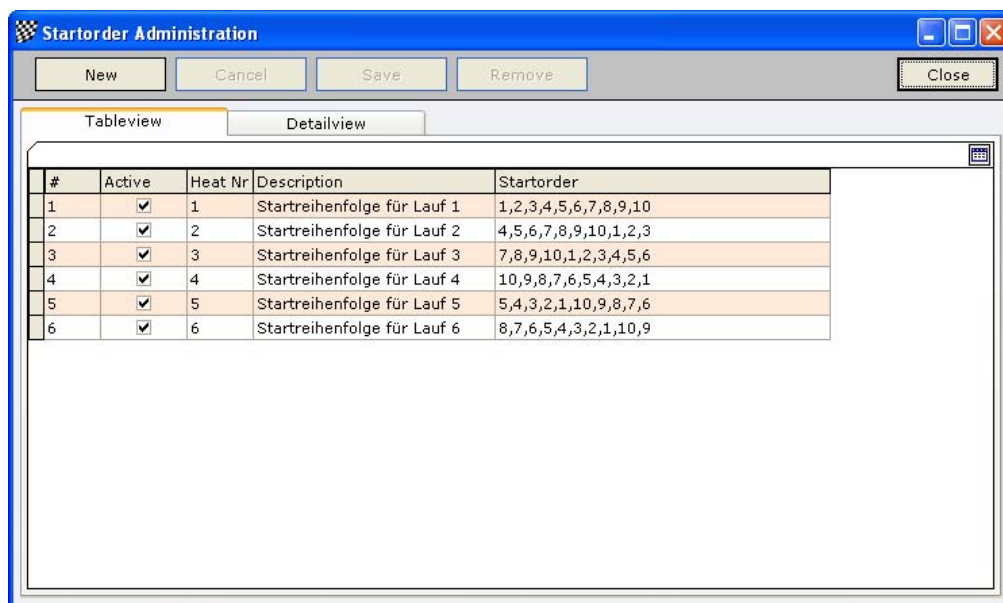 Startorder Administration
New Cancel Save Remove Close
Tableview Detailview
# Active Heat Nr Description Startorder
1 1 Startreihenfolge für Lauf 1 1,2,3,4,5,6,7,8,9,10
2 2 Startreihenfolge für Lauf 2 4,5,6,7,8,9,10,1,2,3
3 3 Startreihenfolge für Lauf 3 7,8,9,10,1,2,3,4,5,6
4 4 Startreihenfolge für Lauf 4 10,9,8,7,6,5,4,3,2,1
5 5 Startreihenfolge für Lauf 5 5,4,3,2,1,10,9,8,7,6
6 6 Startreihenfolge für Lauf 6 8,7,6,5,4,3,2,1,10,9